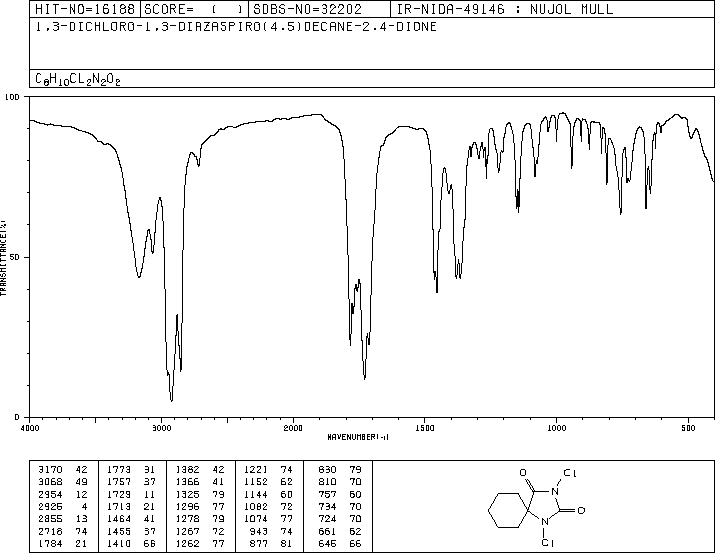 HIT-NO=16188 SCORE= ( ) SDBS-NO=32202 IR-NIDA-49146 : NUJOL MULL
1,3-DICHLORO-1,3-DIAZASPIRO(4.5)DECANE-2,4-DIONE
C8H10CL2N2O2
100
50
0
TRANSMITTANCE(%)
4000 3000 2000 1500 1000 500
WAVENUMBER(-1)
3170 42 1773 31 1382 42 1221 74 830 79
3068 49 1757 37 1366 41 1152 62 810 70
2954 12 1729 11 1325 79 1144 60 757 60
2925 4 1713 21 1296 77 1082 72 734 70
2855 13 1464 41 1278 79 1074 77 724 70
2716 74 1455 37 1267 72 943 74 661 62
1784 21 1410 66 1262 77 877 81 646 66
O Cl
N
O
N
Cl